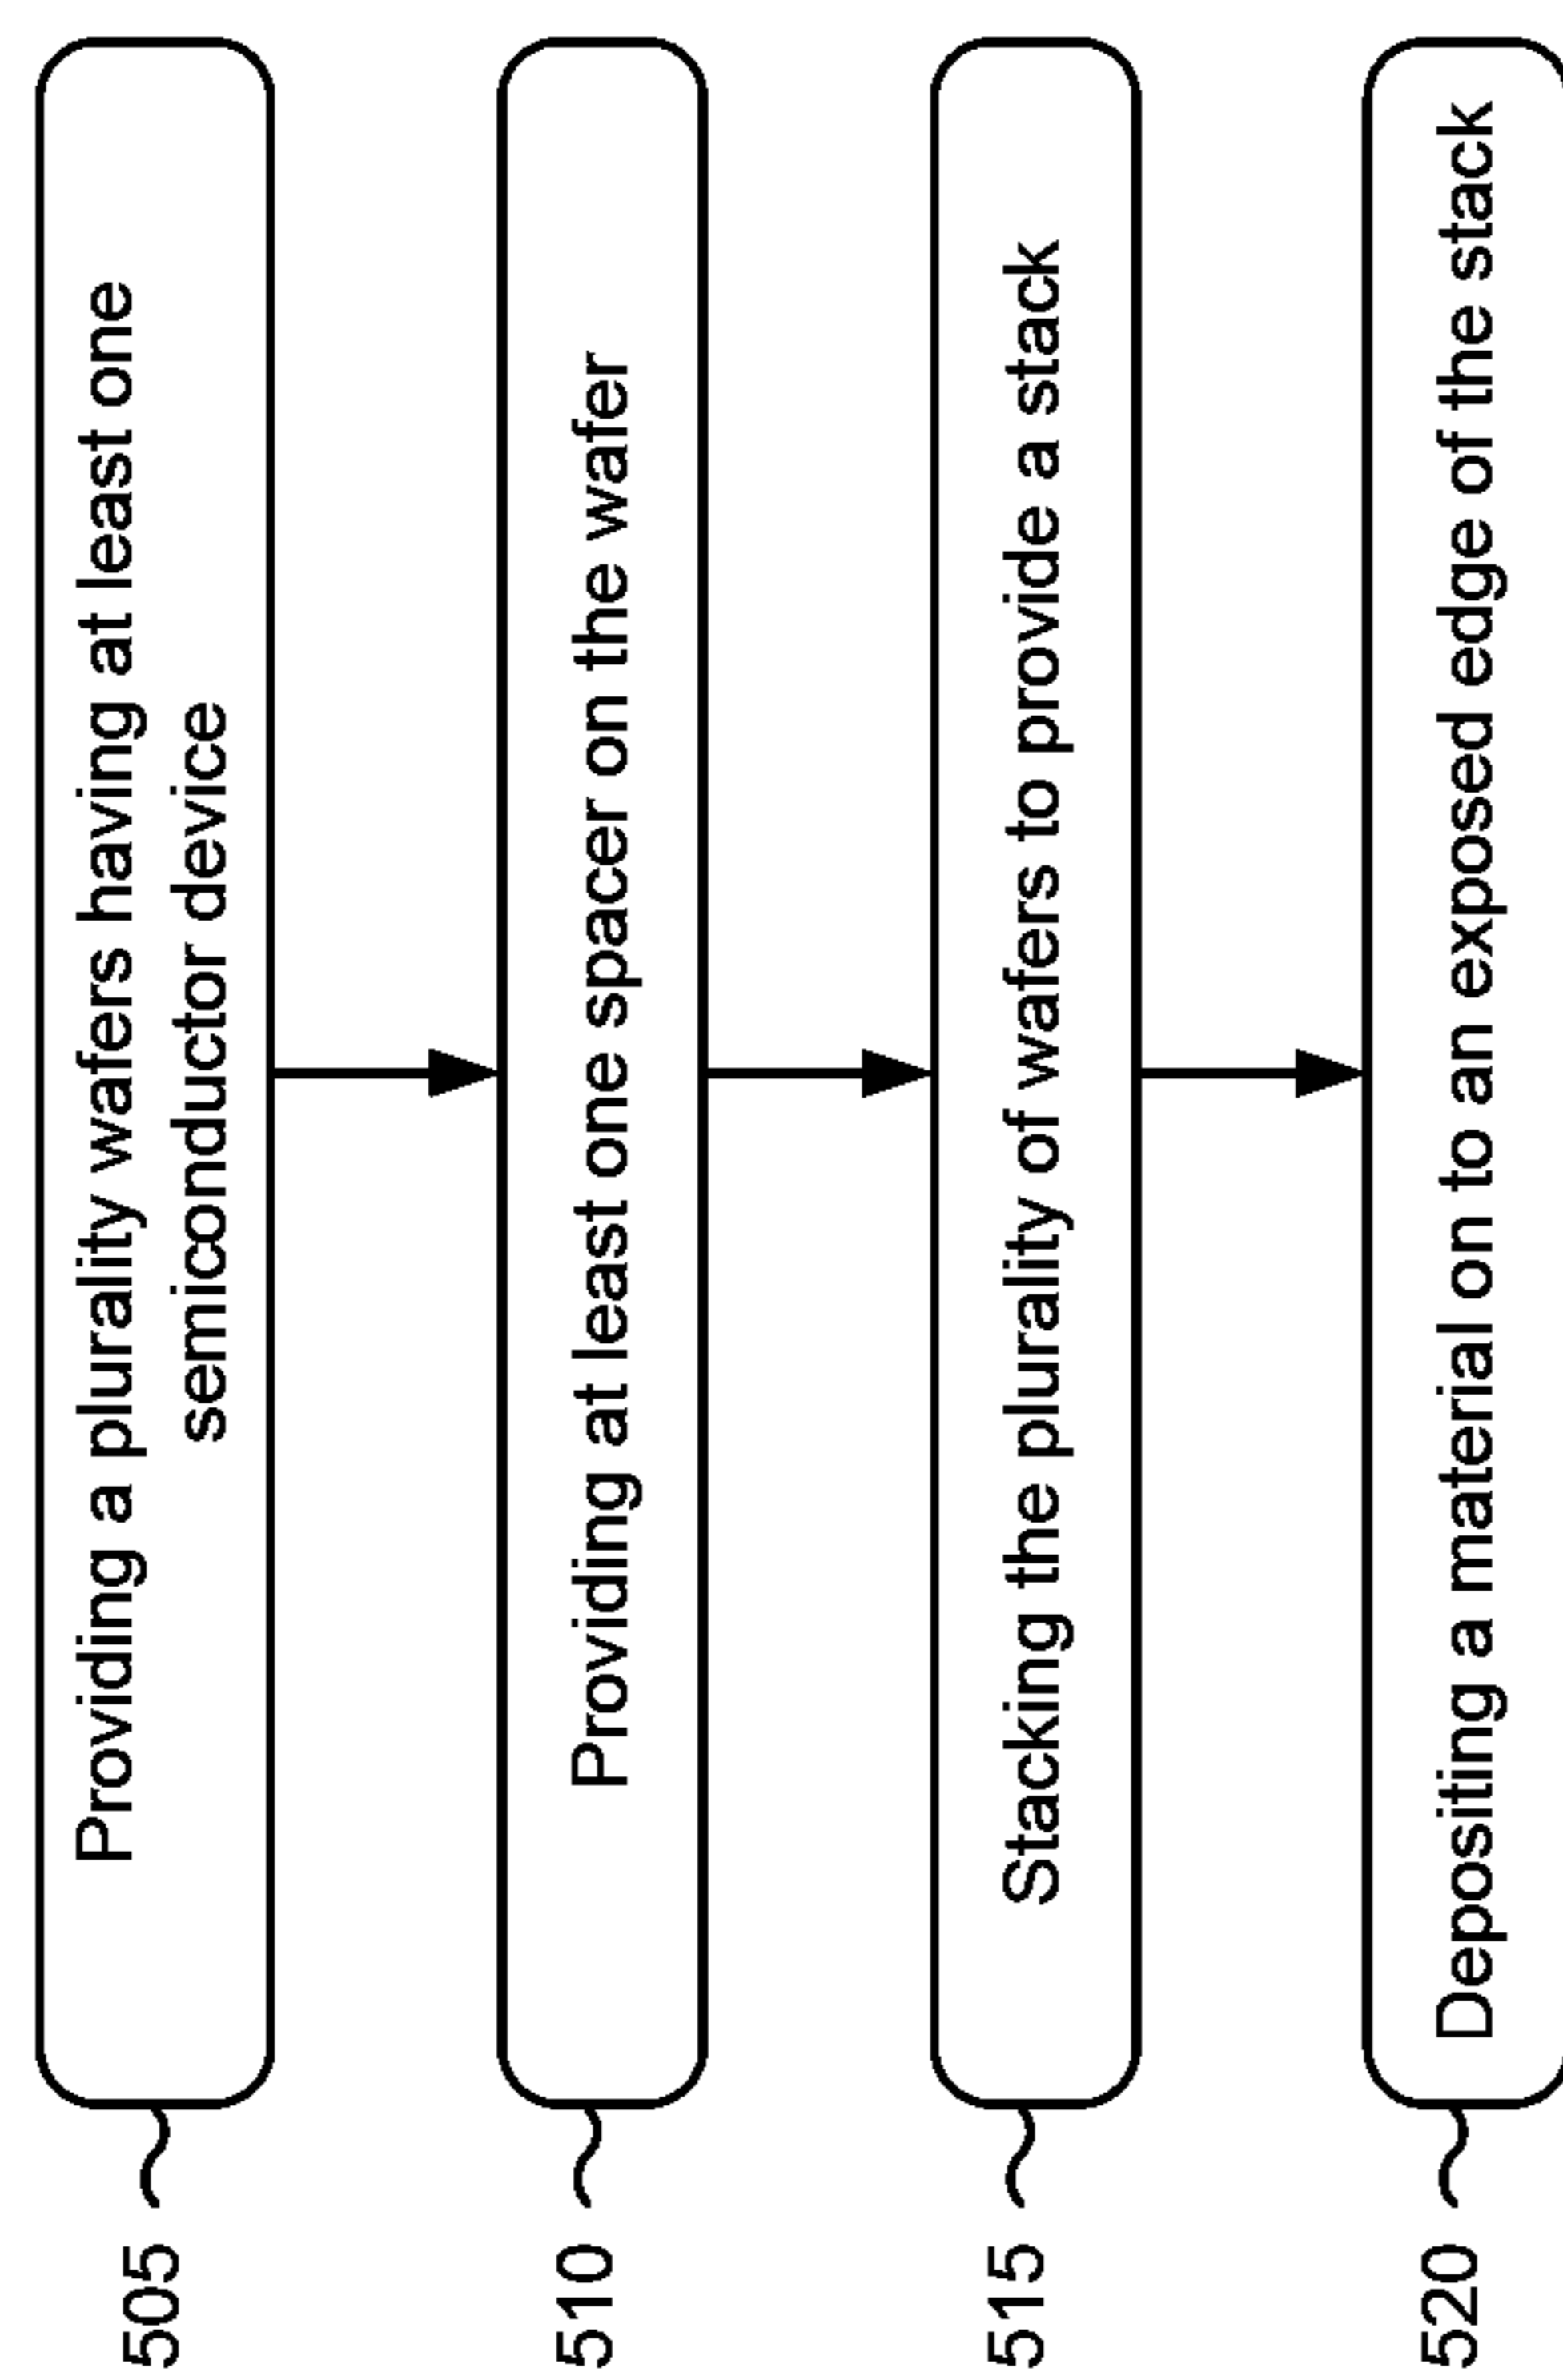 505
Providing a plurality wafers having at least one
semiconductor device
510
Providing at least one spacer on the wafer
515
Stacking the plurality of wafers to provide a stack
520
Depositing a material on to an exposed edge of the stack